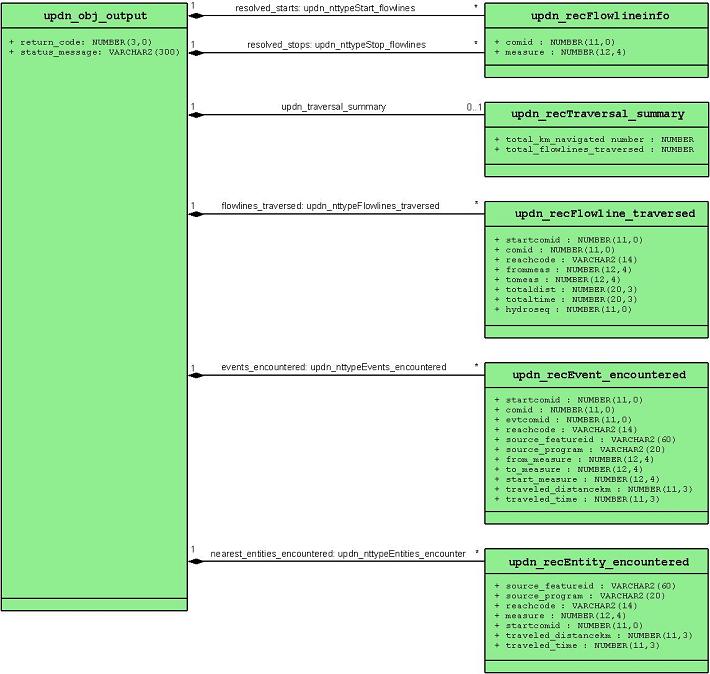 updn_obj_output
+ return_code: NUMBER(3,0)
+ status_message: VARCHAR2(300)
1 resolved_starts: updn_nttypeStart_flowlines *
1 resolved_stops: updn_nttypeStop_flowlines *
updn_recFlowlineinfo
+ comid : NUMBER(11,0)
+ measure : NUMBER(12,4)
1 updn_traversal_summary 0..1
updn_recTraversal_summary
+ total_km_navigated number : NUMBER
+ total_flowlines_traversed : NUMBER
1 flowlines_traversed: updn_nttypeFlowlines_traversed *
updn_recFlowline_traversed
+ startcomid : NUMBER(11,0)
+ comid : NUMBER(11,0)
+ reachcode : VARCHAR2(14)
+ frommeas : NUMBER(12,4)
+ tomeas : NUMBER(12,4)
+ totaldist : NUMBER(20,3)
+ totaltime : NUMBER(20,3)
+ hydroseq : NUMBER(11,0)
1 events_encountered: updn_nttypeEvents_encountered *
updn_recEvent_encountered
+ startcomid : NUMBER(11,0)
+ comid : NUMBER(11,0)
+ evtcomid : NUMBER(11,0)
+ reachcode : VARCHAR2(14)
+ source_featureid : VARCHAR2(60)
+ source_program : VARCHAR2(20)
+ from_measure : NUMBER(12,4)
+ to_measure : NUMBER(12,4)
+ start_measure : NUMBER(12,4)
+ traveled_distancekm : NUMBER(11,3)
+ traveled_time : NUMBER(11,3)
1 nearest_entities_encountered: updn_nttypeEntities_encounter *
updn_recEntity_encountered
+ source_featureid : VARCHAR2(60)
+ source_program : VARCHAR2(20)
+ reachcode : VARCHAR2(14)
+ measure : NUMBER(12,4)
+ startcomid : NUMBER(11,0)
+ traveled_distancekm : NUMBER(11,3)
+ traveled_time : NUMBER(11,3)